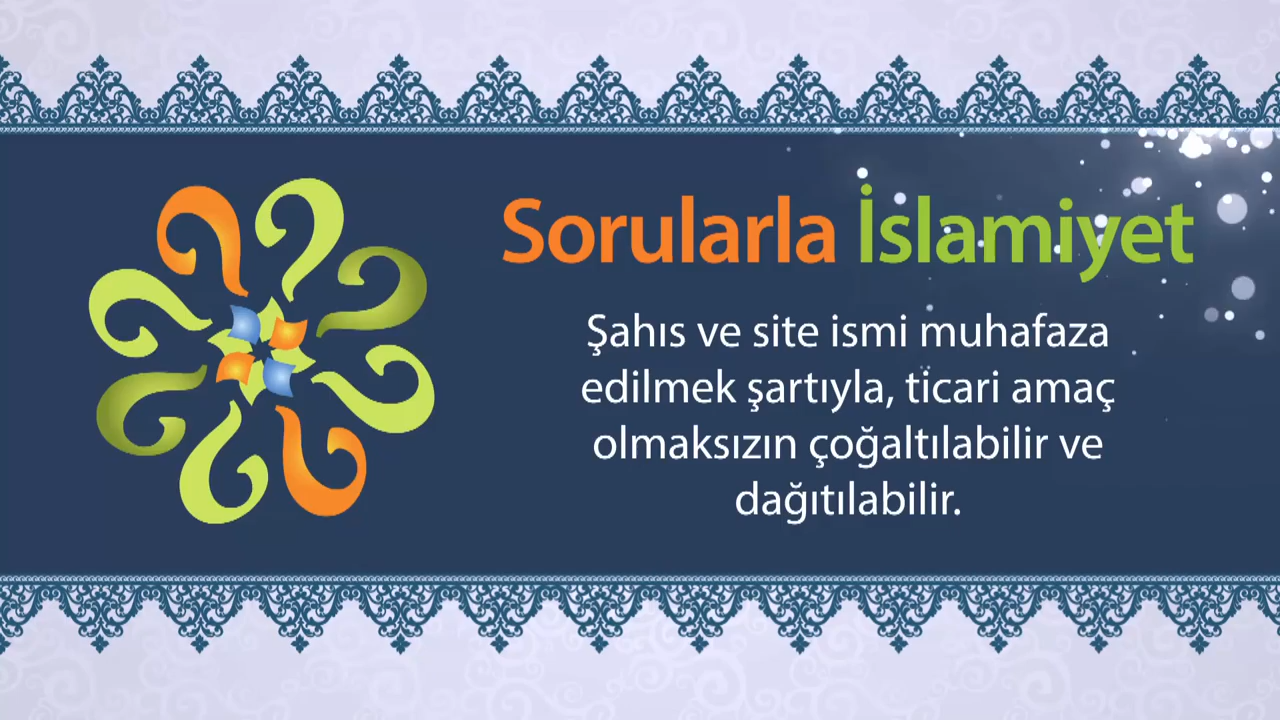 Sorularla İslamiyet
Şahıs ve site ismi muhafaza
edilmek şartıyla, ticari amaç
olmaksızın çoğaltılabilir ve
dağıtılabilir.